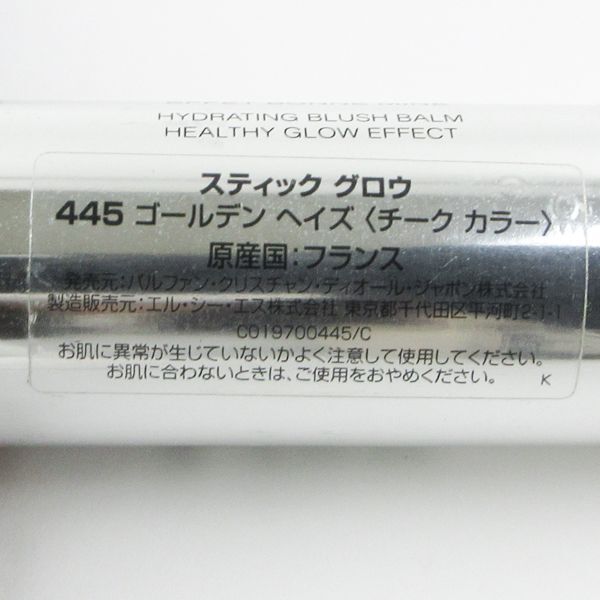 HYDRATING BLUSH BALM
HEALTHY GLOW EFFECT
スティック グロウ
445 ゴールデン ヘイズ〈チーク カラー〉
原産国:フランス
発売元:パルファン・クリスチャン・ディオール・ジャポン株式会社
製造販売元:エル・シー・エス株式会社 東京都千代田区平河町2-1-1
C019700445/C
お肌に異常が生じていないかよく注意して使用してください。
お肌に合わないときは、ご使用をおやめください。 K